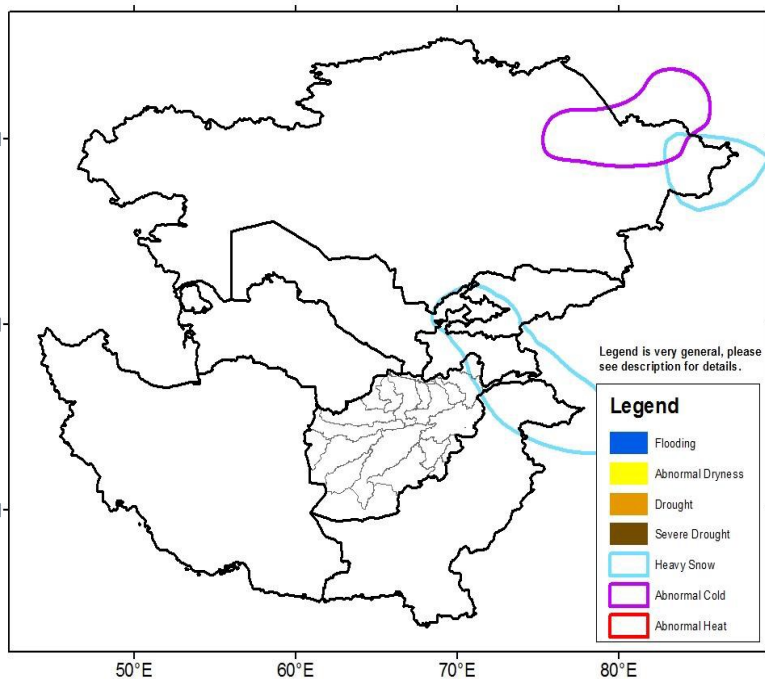 Legend is very general, please
see description for details.
Legend
Flooding
Abnormal Dryness
Drought
Severe Drought
Heavy Snow
Abnormal Cold
Abnormal Heat
50°E
60°E
70°E
80°E